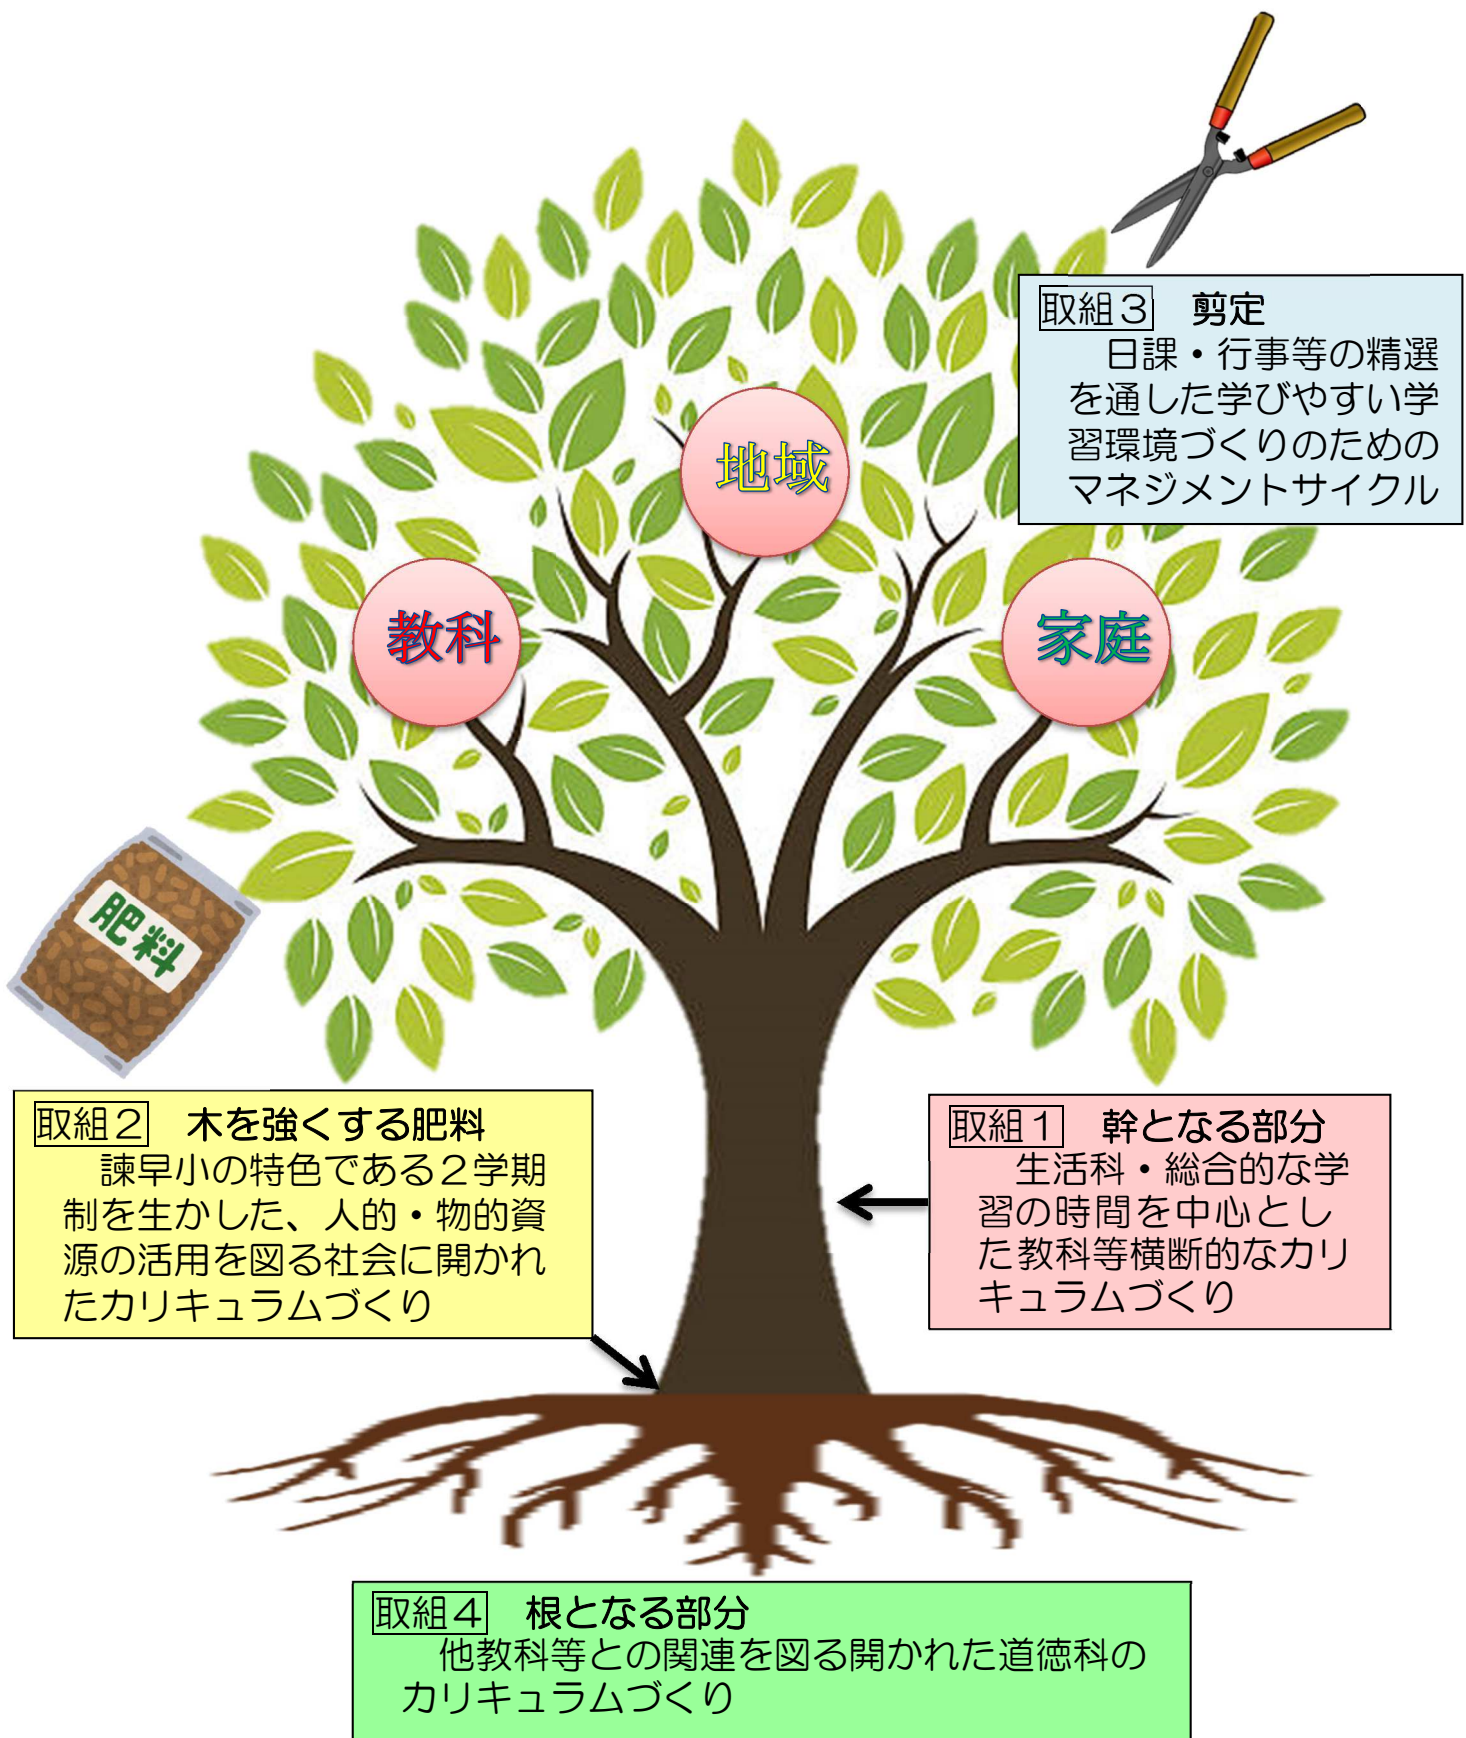 取組３　剪定
日課・行事等の精選
を通した学びやすい学
習環境づくりのための
マネジメントサイクル
地域
教科
家庭
肥料
取組２　木を強くする肥料
諫早小の特色である２学期
制を生かした、人的・物的資
源の活用を図る社会に開かれ
たカリキュラムづくり
取組１　幹となる部分
生活科・総合的な学
習の時間を中心とし
た教科等横断的なカリ
キュラムづくり
取組４　根となる部分
他教科等との関連を図る開かれた道徳科の
カリキュラムづくり